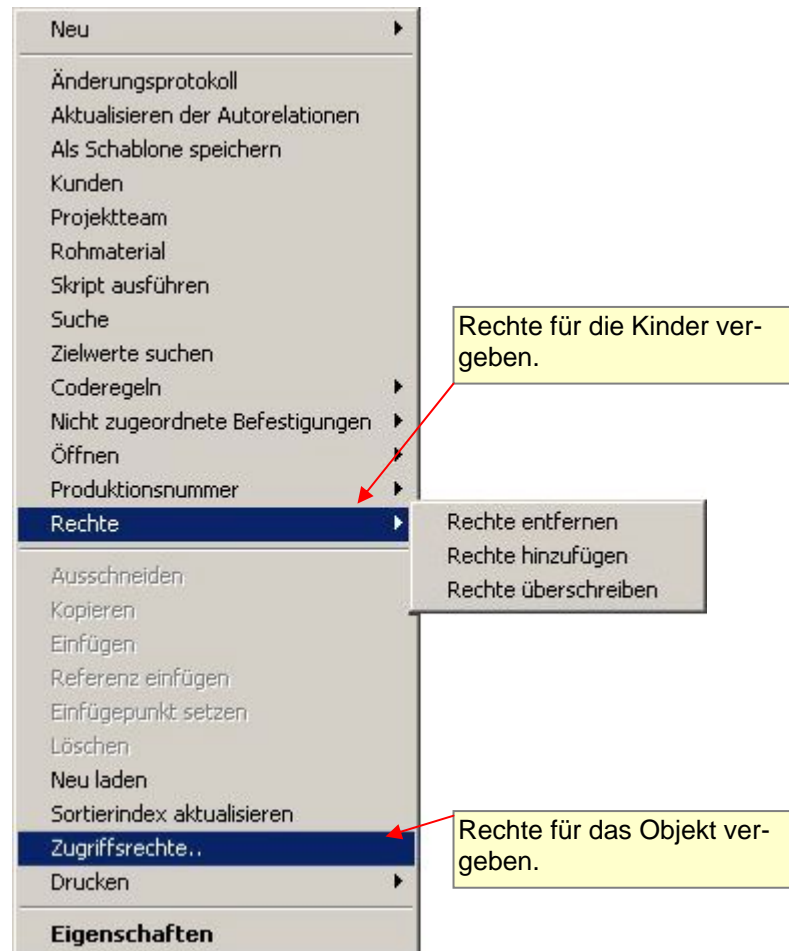 Neu
Änderungsprotokoll
Aktualisieren der Autorelationen
Als Schablone speichern
Kunden
Projektteam
Rohmaterial
Skript ausführen
Suche
Zielwerte suchen
Coderegeln
Nicht zugeordnete Befestigungen
Öffnen
Produktionsnummer
Rechte
Rechte für die Kinder ver-
geben.
Rechte entfernen
Rechte hinzufügen
Rechte überschreiben
Ausschneiden
Kopieren
Einfügen
Referenz einfügen
Einfügepunkt setzen
Löschen
Neu laden
Sortierindex aktualisieren
Zugriffsrechte..
Rechte für das Objekt ver-
geben.
Drucken
Eigenschaften